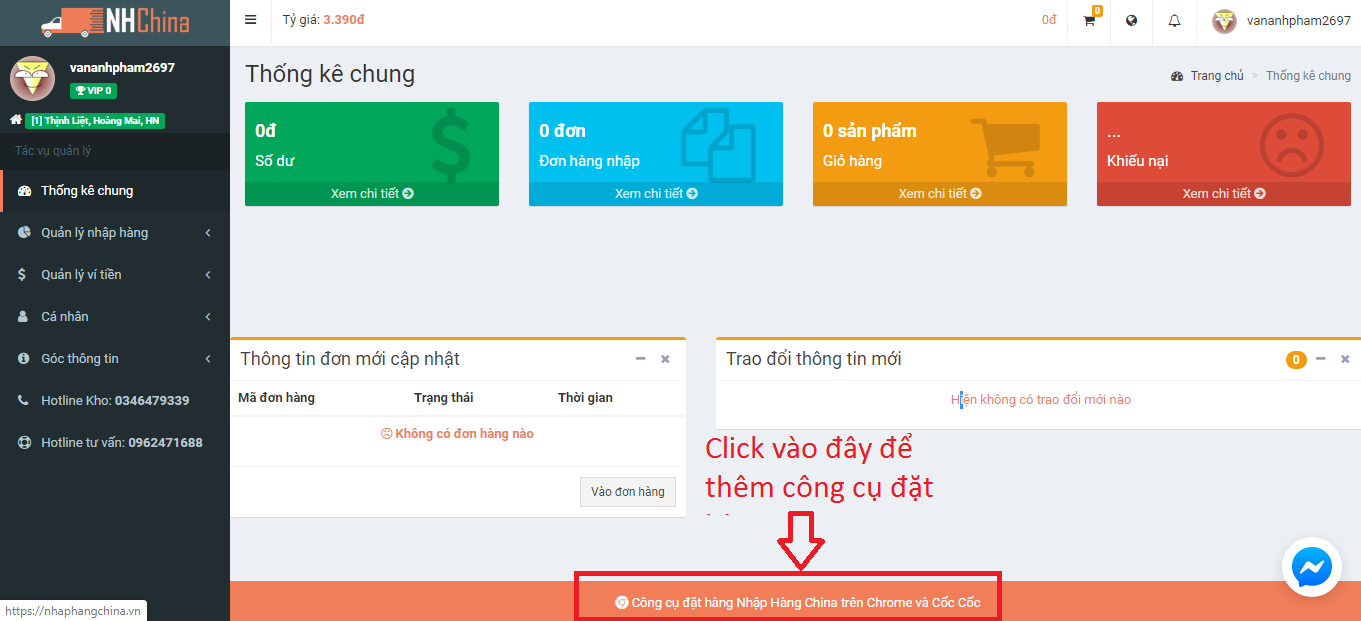 NHChina
Tỷ giá: 3.390đ
0đ
0
vananhpham2697
vananhpham2697
VIP 0
[1] Thịnh Liệt, Hoàng Mai, HN
Tác vụ quản lý
Thống kê chung
Quản lý nhập hàng
Quản lý ví tiền
Cá nhân
Góc thông tin
Hotline Kho: 0346479339
Hotline tư vấn: 0962471688
Thống kê chung
Trang chủ > Thống kê chung
0đ
Số dư
Xem chi tiết
0 đơn
Đơn hàng nhập
Xem chi tiết
0 sản phẩm
Giỏ hàng
Xem chi tiết
...
Khiếu nại
Xem chi tiết
Thông tin đơn mới cập nhật
Mã đơn hàng Trạng thái Thời gian
Không có đơn hàng nào
Vào đơn hàng
Trao đổi thông tin mới
0
Hiện không có trao đổi mới nào
Click vào đây để
thêm công cụ đặt
Công cụ đặt hàng Nhập Hàng China trên Chrome và Cốc Cốc
https://nhaphangchina.vn